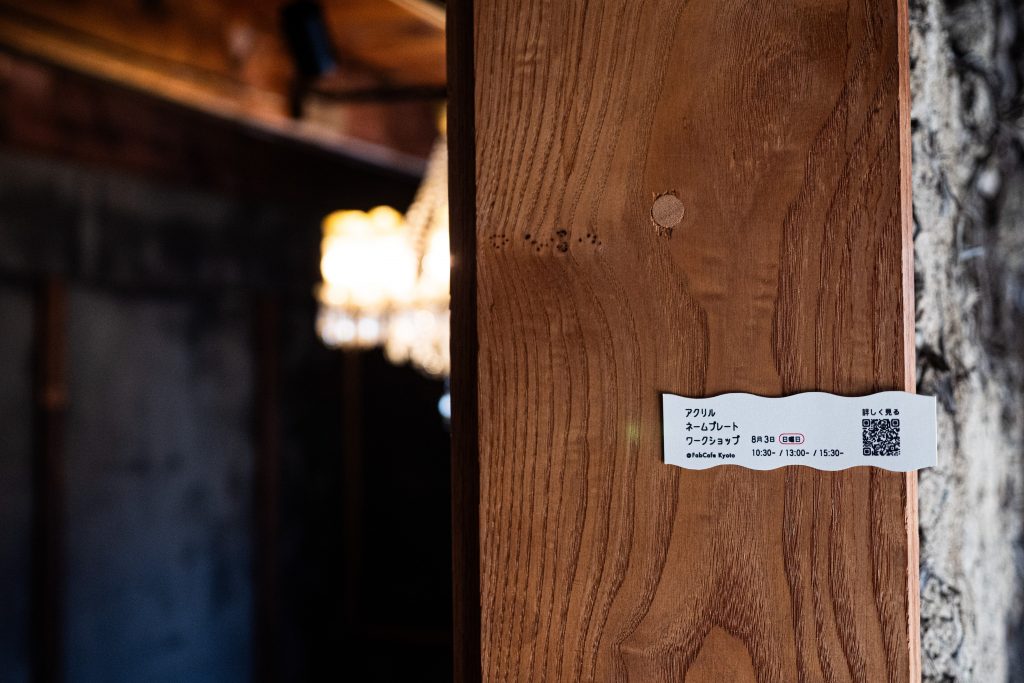 アクリル
ネームプレート
ワークショップ
@FabCafe Kyoto
8月3日 日曜日
10:30- / 13:00- / 15:30-
詳しく見る